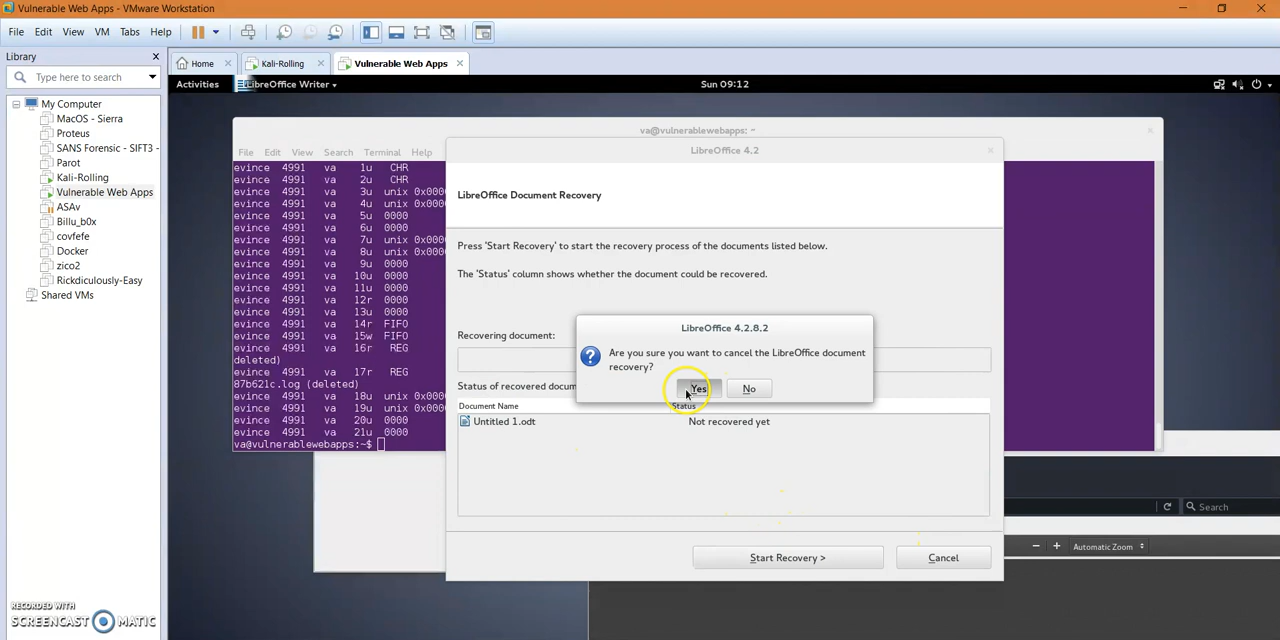 Vulnerable Web Apps - VMware Workstation
File Edit View VM Tabs Help
Library
Type here to search
Home Kali-Rolling Vulnerable Web Apps
Activities LibreOffice Writer Sun 09:12
My Computer
MacOS - Sierra
Proteus
SANS Forensic - SIFT3 -
Parot
Kali-Rolling
Vulnerable Web Apps
ASAv
Billu_b0x
covfefe
Docker
zico2
Rickdiculously-Easy
Shared VMs
va@vulnerablewebapps: ~
File Edit View Search Terminal Help
evince 4991 va 1u CHR
evince 4991 va 2u CHR
evince 4991 va 3u unix 0x0000
evince 4991 va 4u unix 0x0000
evince 4991 va 5u 0000
evince 4991 va 6u 0000
evince 4991 va 7u unix 0x0000
evince 4991 va 8u unix 0x0000
evince 4991 va 9u 0000
evince 4991 va 10u 0000
evince 4991 va 11u 0000
evince 4991 va 12r 0000
evince 4991 va 13u 0000
evince 4991 va 14r FIFO
evince 4991 va 15w FIFO
evince 4991 va 16r REG
deleted)
evince 4991 va 17r REG
87b621c.log (deleted)
evince 4991 va 18u 0000
evince 4991 va 19u 0000
evince 4991 va 20u 0000
evince 4991 va 21u 0000
va@vulnerablewebapps:~$
LibreOffice 4.2
LibreOffice Document Recovery
Press 'Start Recovery' to start the recovery process of the documents listed below.
The 'Status' column shows whether the document could be recovered.
Recovering document:
Status of recovered docum
Document Name Status
Untitled 1.odt Not recovered yet
Start Recovery > Cancel
LibreOffice 4.2.8.2
Are you sure you want to cancel the LibreOffice document
recovery?
Yes No
Search
Automatic Zoom
RECORDED WITH
SCREENCAST MATIC